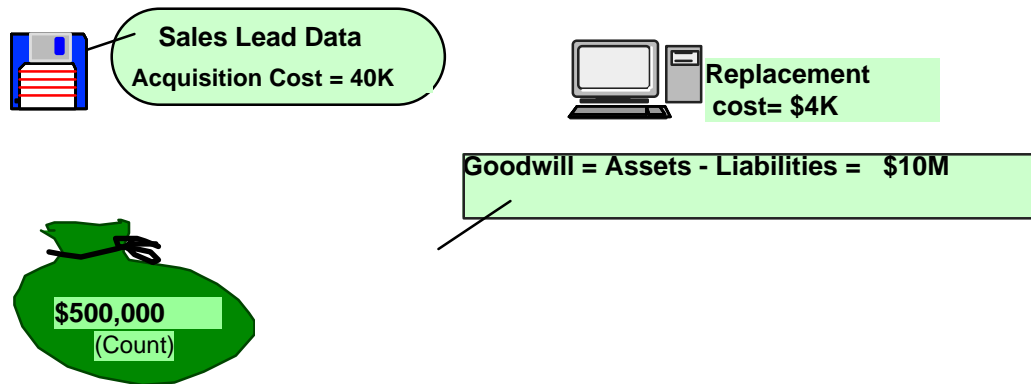 Sales Lead Data
Acquisition Cost = 40K
Replacement
cost= $4K
Goodwill = Assets - Liabilities = $10M
$500,000
(Count)